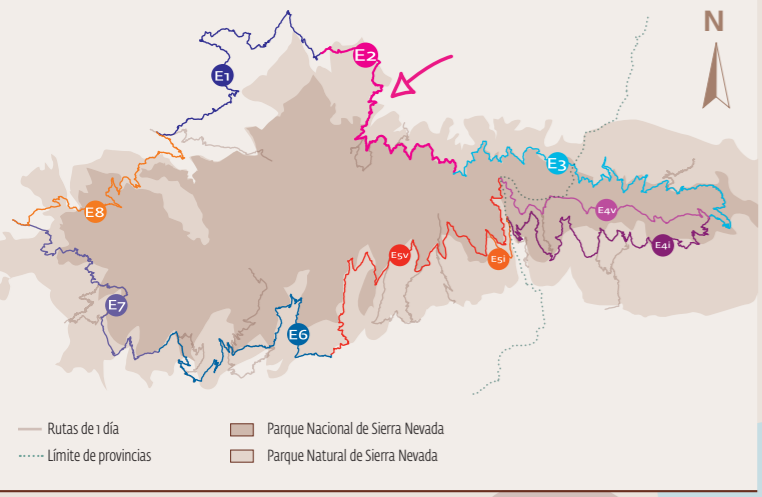 N
E1
E2
E3
E8
E4v
E4i
E5v
E5i
E7
E6
Rutas de 1 día
Parque Nacional de Sierra Nevada
Límite de provincias
Parque Natural de Sierra Nevada